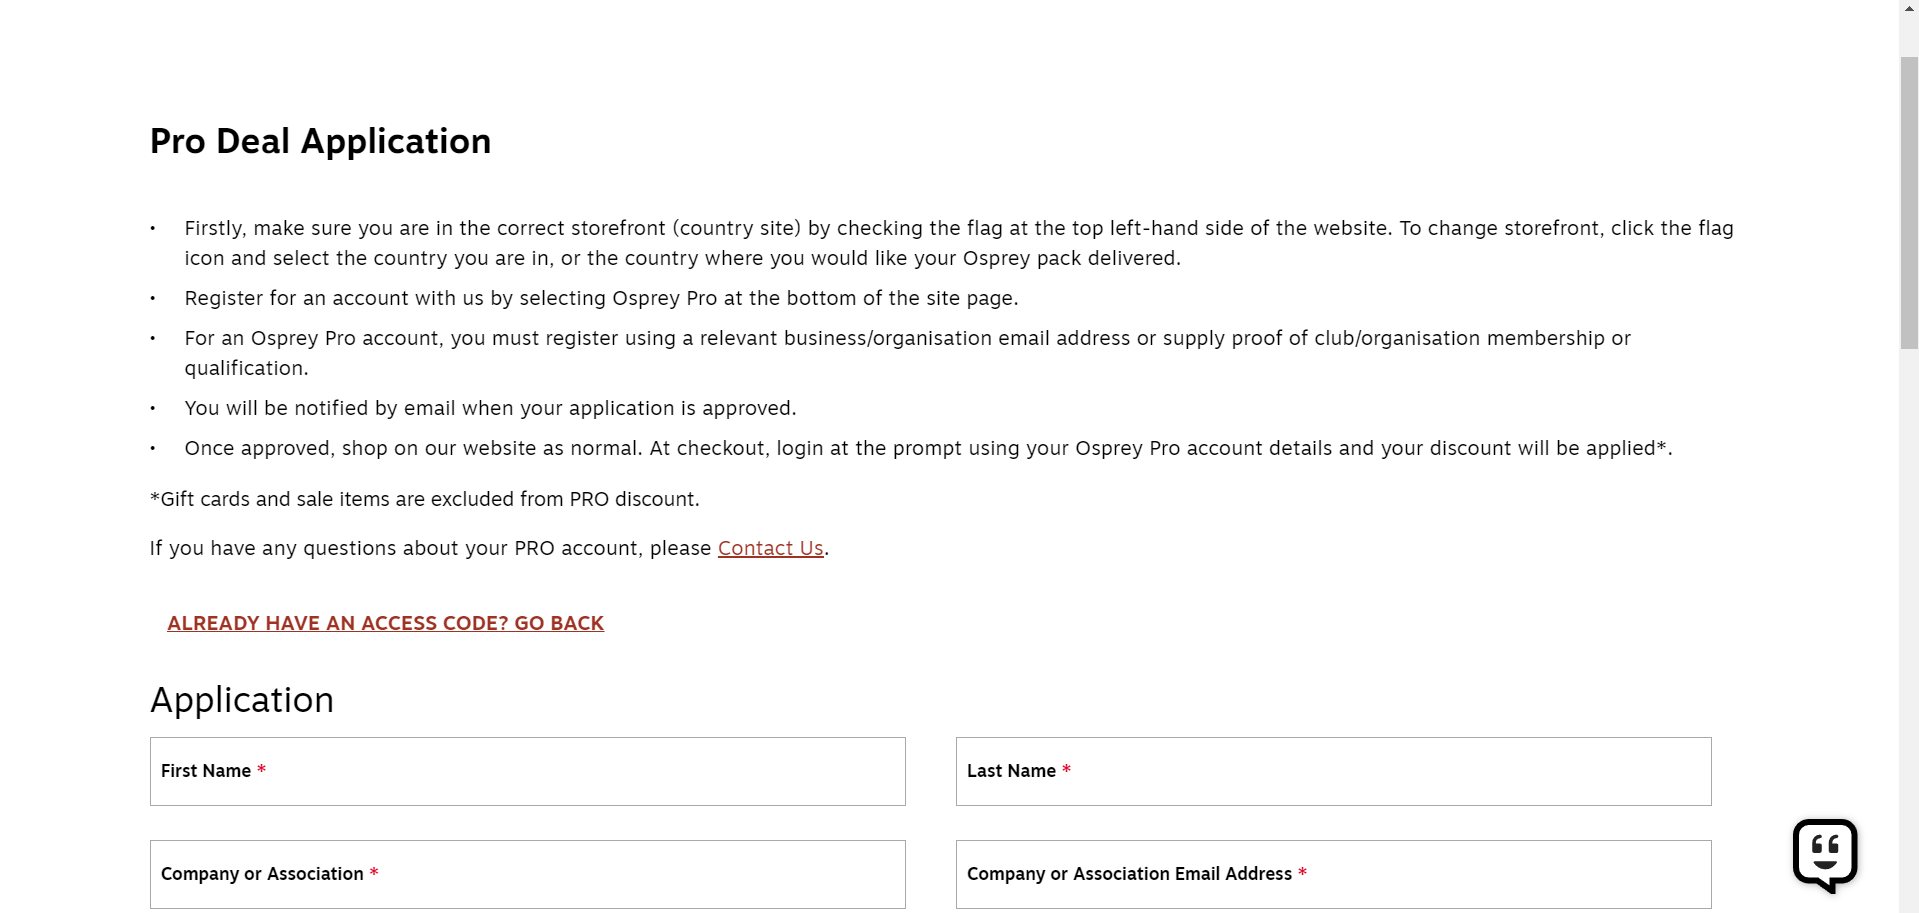 Pro Deal Application
• Firstly, make sure you are in the correct storefront (country site) by checking the flag at the top left-hand side of the website. To change storefront, click the flag
icon and select the country you are in, or the country where you would like your Osprey pack delivered.
• Register for an account with us by selecting Osprey Pro at the bottom of the site page.
• For an Osprey Pro account, you must register using a relevant business/organisation email address or supply proof of club/organisation membership or
qualification.
• You will be notified by email when your application is approved.
• Once approved, shop on our website as normal. At checkout, login at the prompt using your Osprey Pro account details and your discount will be applied*.
*Gift cards and sale items are excluded from PRO discount.
If you have any questions about your PRO account, please Contact Us.
ALREADY HAVE AN ACCESS CODE? GO BACK
Application
First Name *
Last Name *
Company or Association *
Company or Association Email Address *